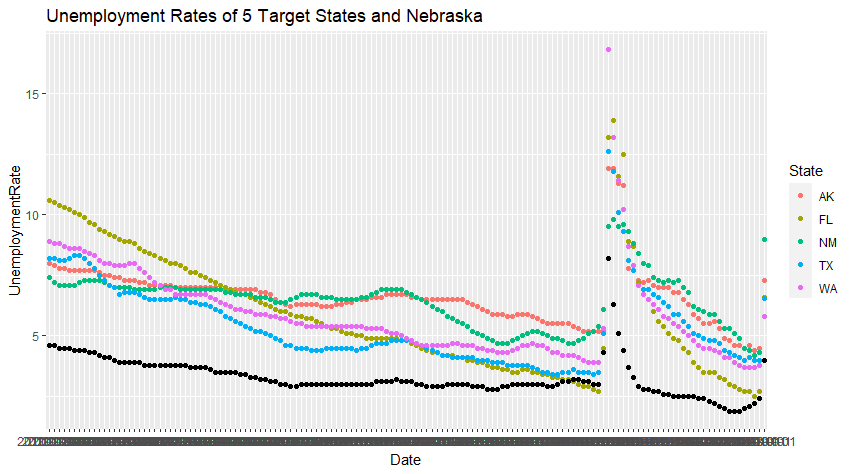 Unemployment Rates of 5 Target States and Nebraska
UnemploymentRate
15
10
5
Date
State
AK
FL
NM
TX
WA